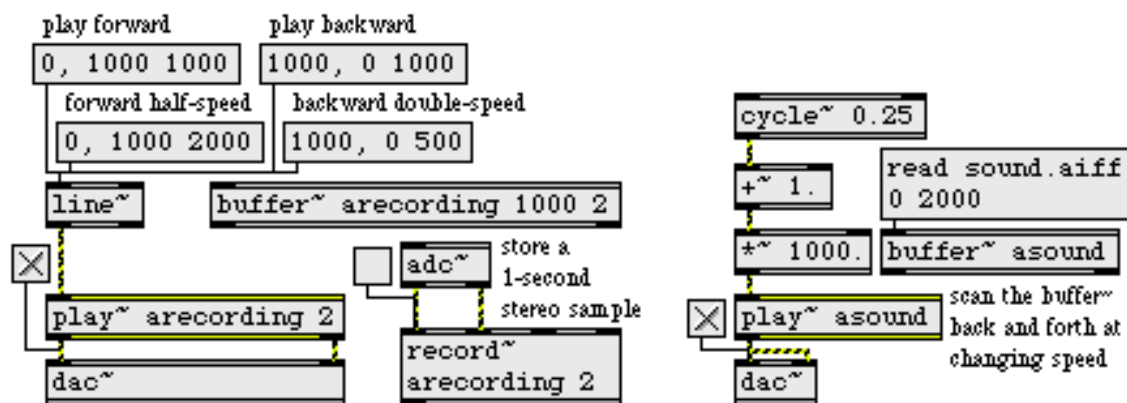 play forward
play backward
0, 1000 1000
1000, 0 1000
forward half-speed
backward double-speed
0, 1000 2000
1000, 0 500
line~
buffer~ arecording 1000 2
adc~
store a
1-second
stereo sample
play~ arecording 2
record~
arecording 2
dac~
cycle~ 0.25
+~ 1.
read sound.aiff
0 2000
*~ 1000.
buffer~ asound
play~ asound
scan the buffer~
back and forth at
changing speed
dac~